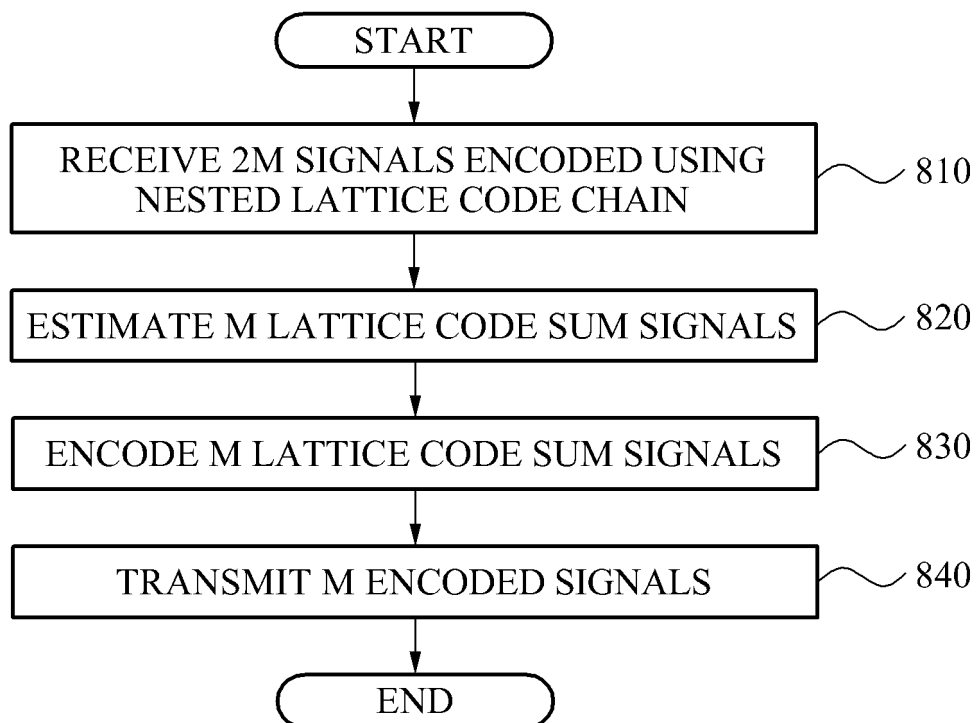 START
RECEIVE 2M SIGNALS ENCODED USING
NESTED LATTICE CODE CHAIN
810
ESTIMATE M LATTICE CODE SUM SIGNALS
820
ENCODE M LATTICE CODE SUM SIGNALS
830
TRANSMIT M ENCODED SIGNALS
840
END